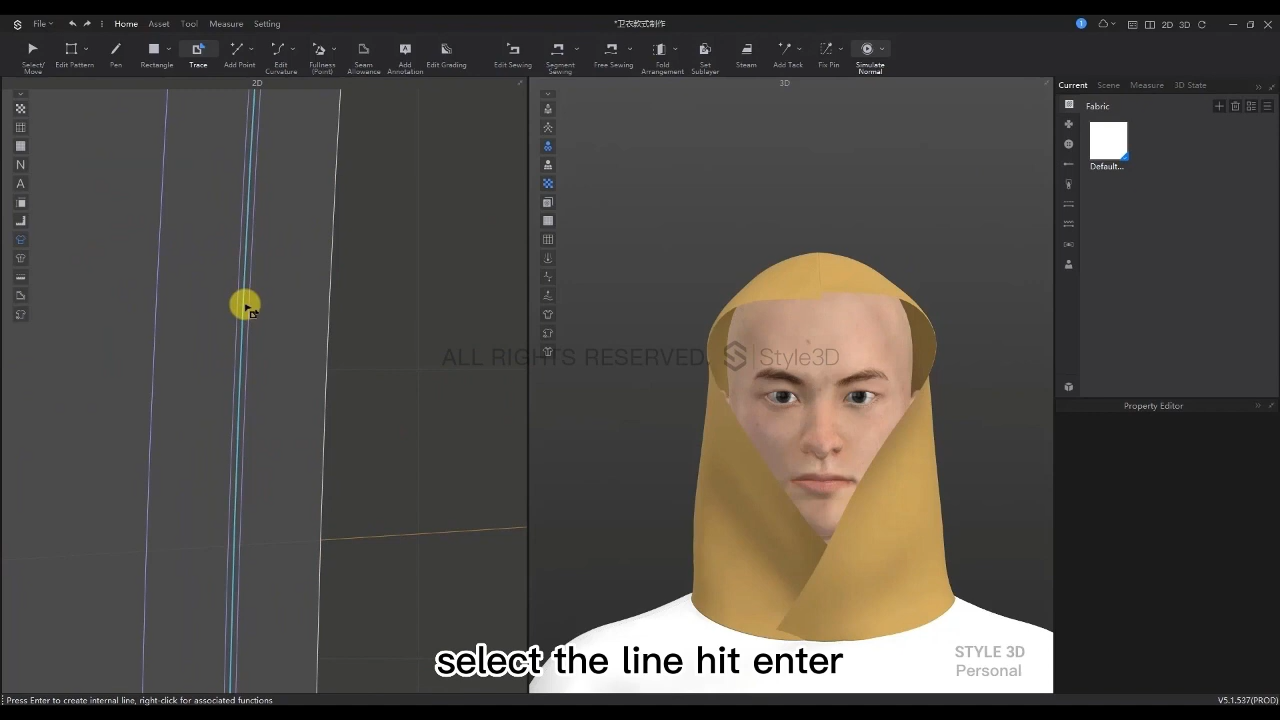 File
Home
Asset
Tool
Measure
Setting
*卫衣款式制作
1
2D
3D
Select/
Move
Edit Pattern
Pen
Rectangle
Trace
Add Point
Edit
Curvature
Fullness
(Point)
Seam
Allowance
Add
Annotation
Edit Grading
Edit Sewing
Segment
Sewing
Free Sewing
Fold
Arrangement
Set
Sublayer
Steam
Add Tack
Fix Pin
Simulate
Normal
2D
3D
Current
Scene
Measure
3D State
Fabric
Default...
Property Editor
ALL RIGHTS RESERVED. Style3D
select the line hit enter
STYLE 3D
Personal
Press Enter to create internal line, right-click for associated functions
V5.1.537(PROD)